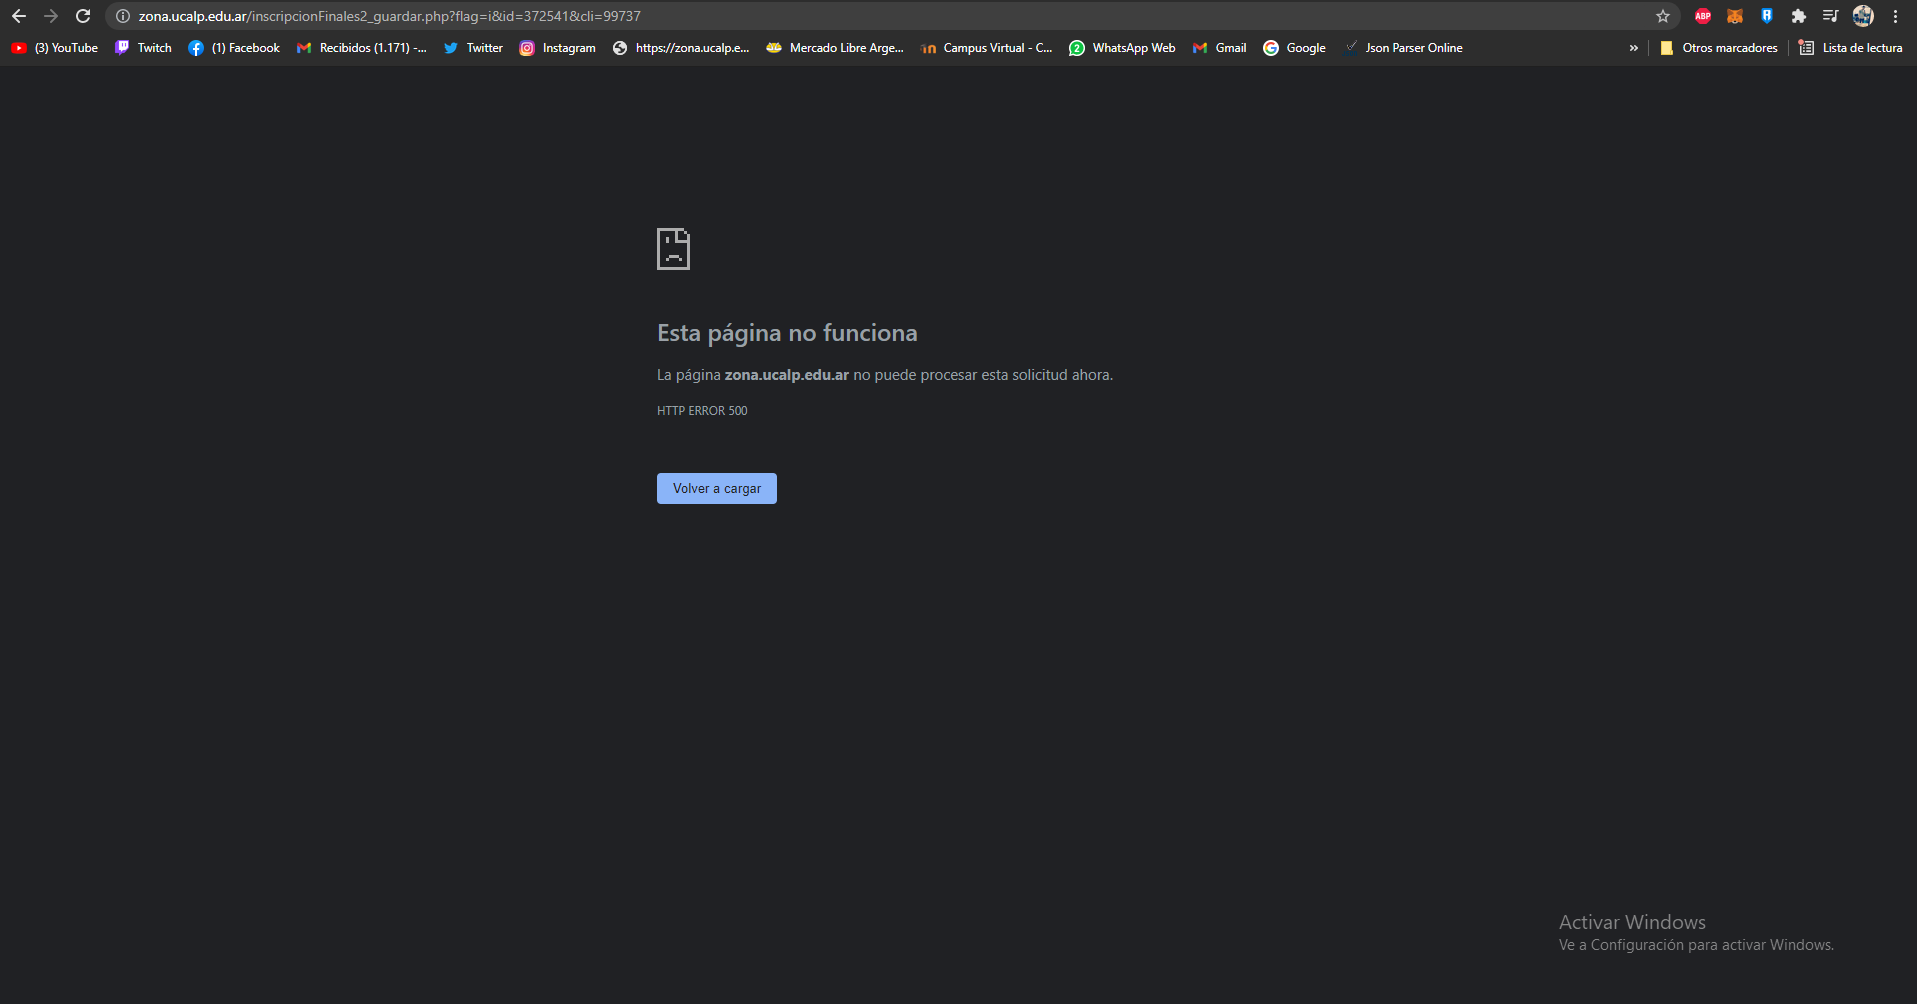 zona.ucalp.edu.ar/inscripcionFinales2_guardar.php?flag=i&id=372541&cli=99737
ABP
(3) YouTube
Twitch
(1) Facebook
Recibidos (1.171) -...
Twitter
Instagram
https://zona.ucalp.e...
Mercado Libre Arge...
Campus Virtual - C...
2
WhatsApp Web
Gmail
Google
Json Parser Online
»
Otros marcadores
Lista de lectura
Esta página no funciona
La página zona.ucalp.edu.ar no puede procesar esta solicitud ahora.
HTTP ERROR 500
Volver a cargar
Activar Windows
Ve a Configuración para activar Windows.